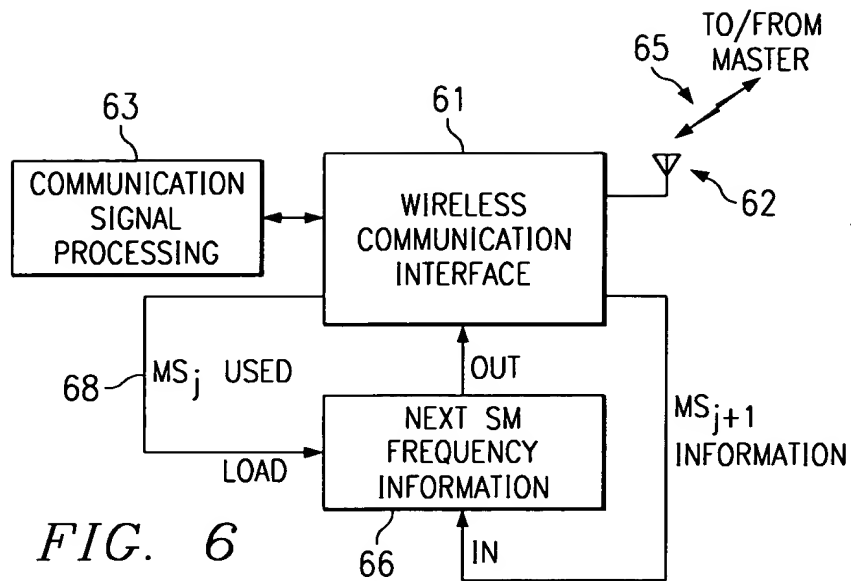 TO/FROM
MASTER
65
63
61
COMMUNICATION
SIGNAL
PROCESSING
WIRELESS
COMMUNICATION
INTERFACE
62
68
MSj USED
OUT
LOAD
NEXT SM
FREQUENCY
INFORMATION
MSj+1
INFORMATION
FIG. 6
66
IN